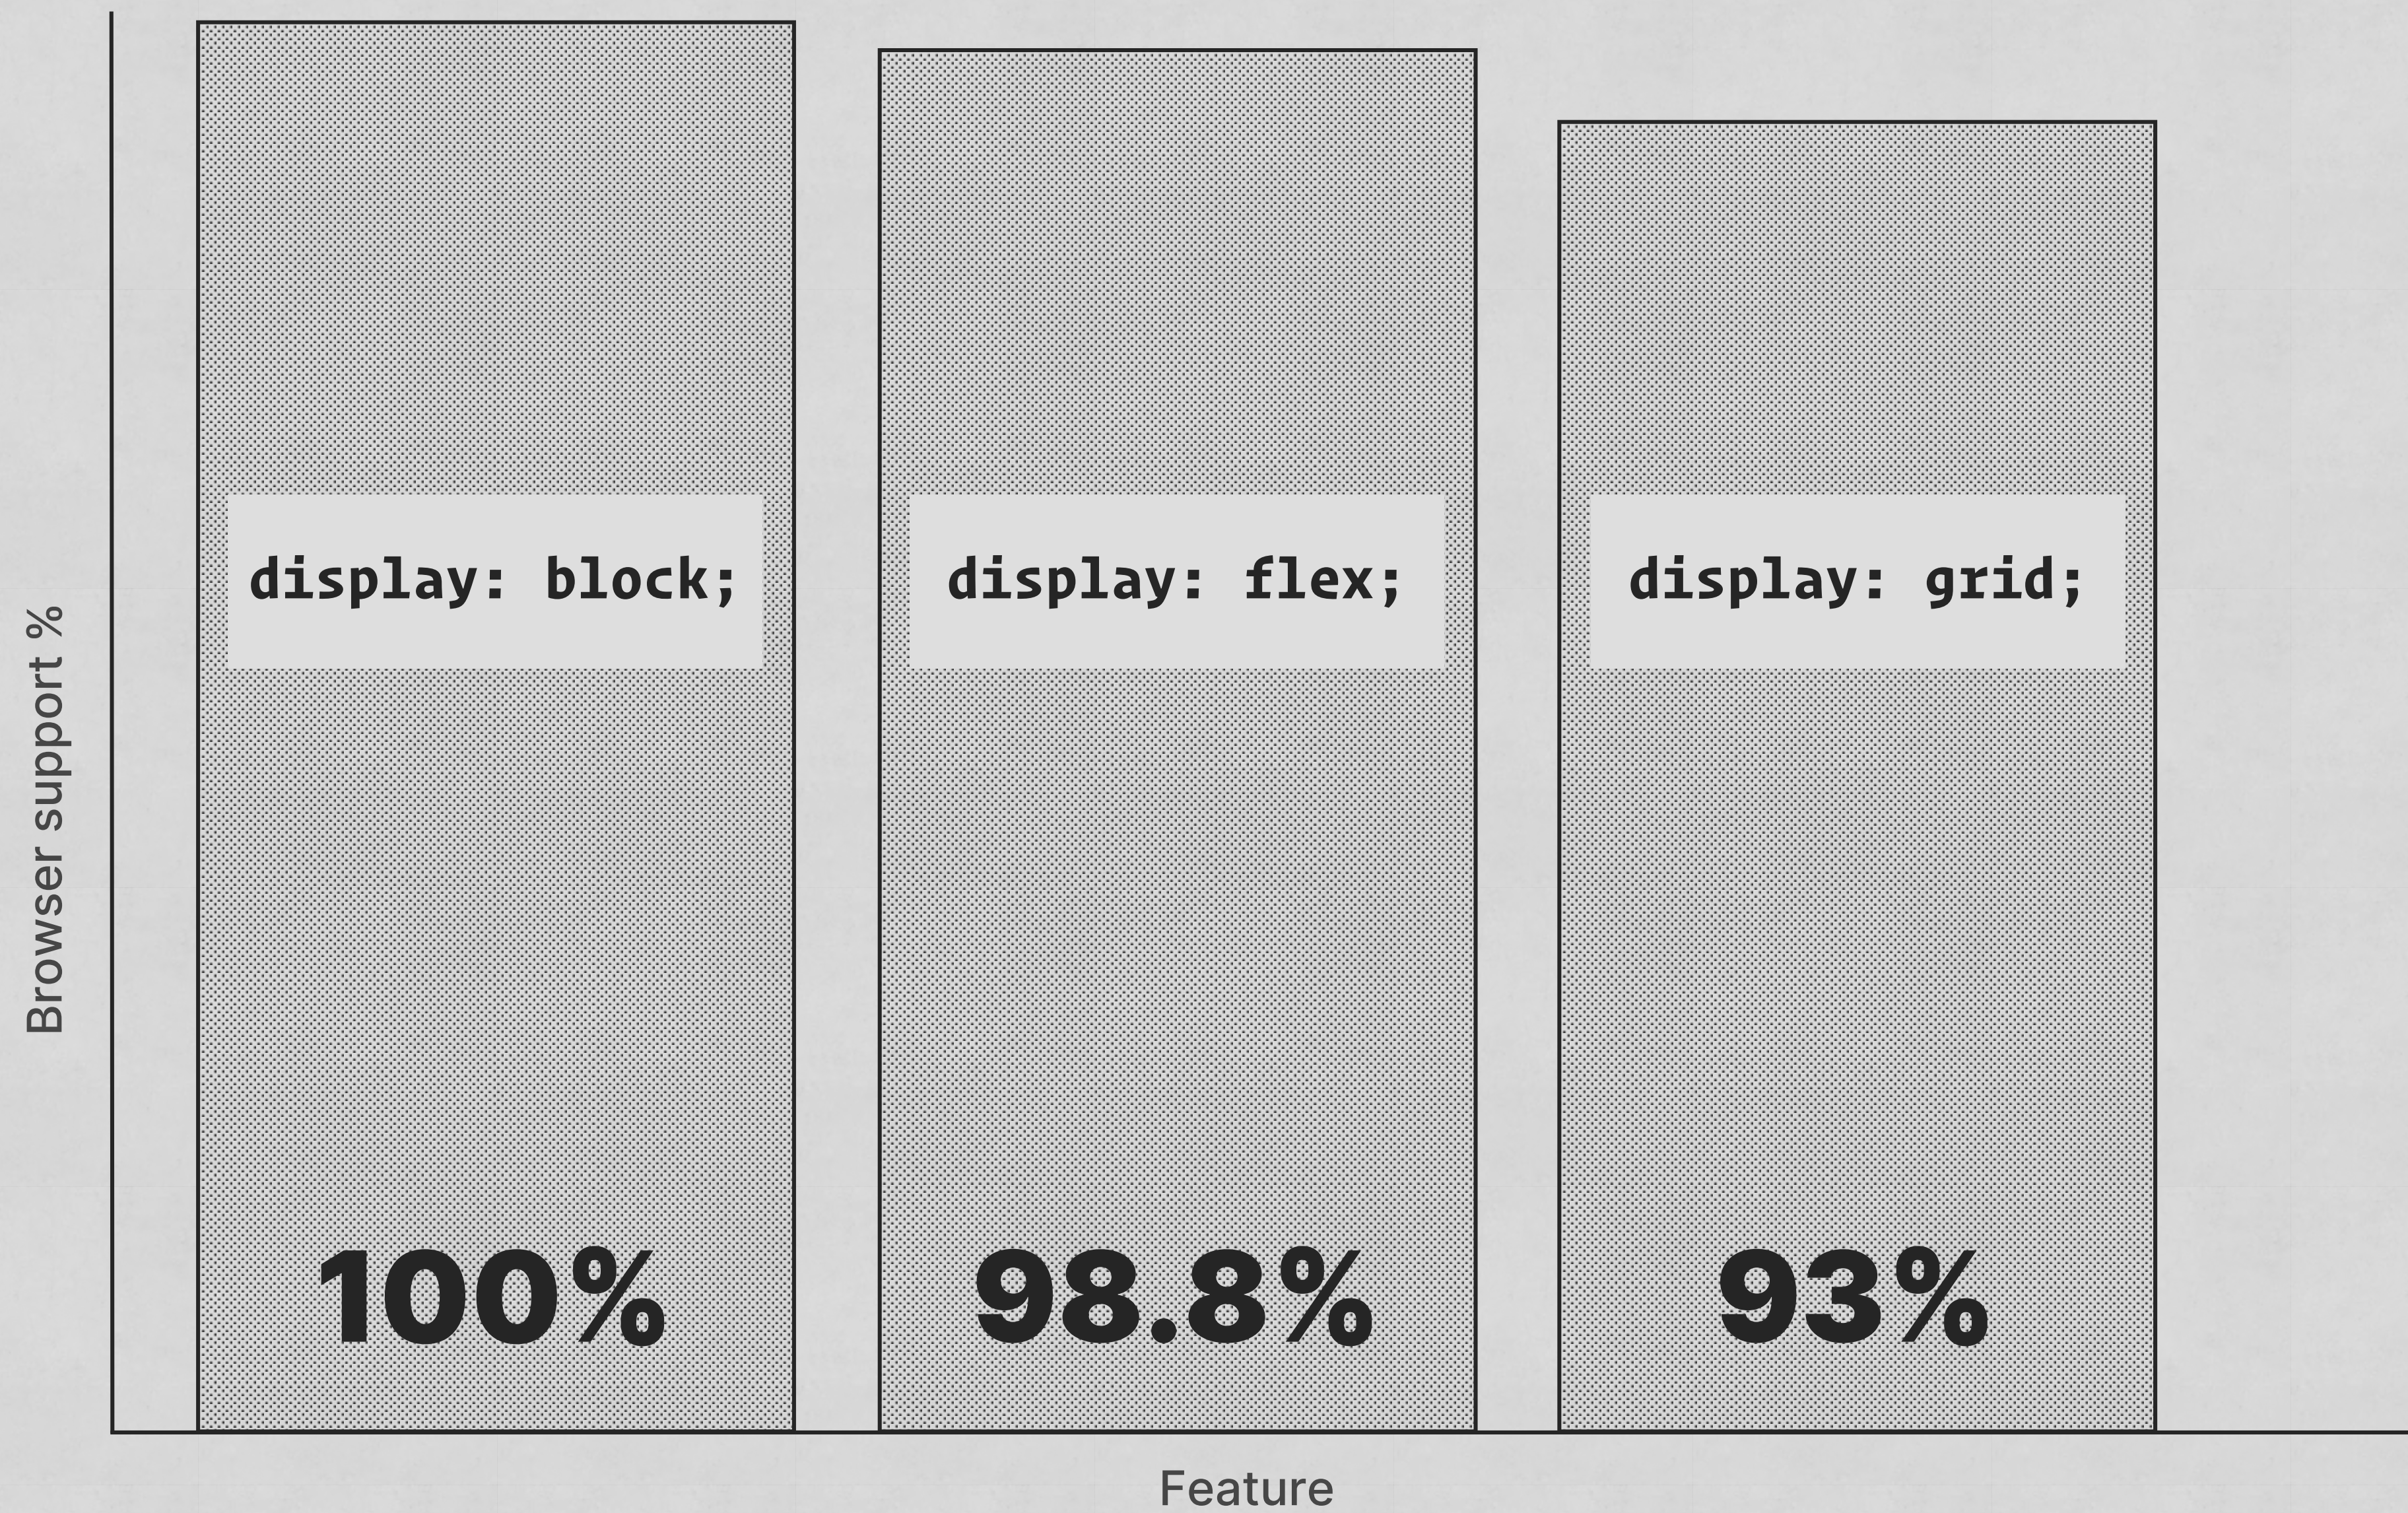 Browser support %
display: block;
display: flex;
display: grid;
100%
98.8%
93%
Feature